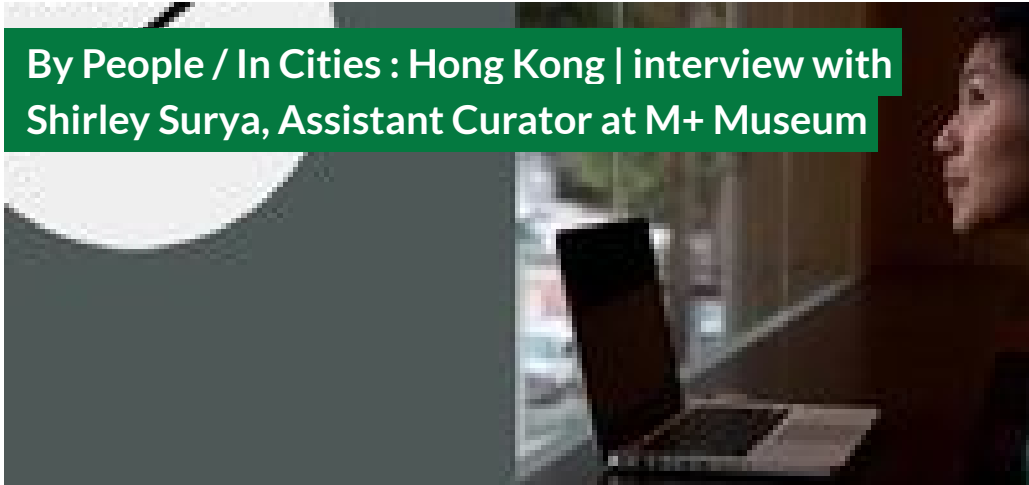 By People / In Cities : Hong Kong | interview with
Shirley Surya, Assistant Curator at M+ Museum